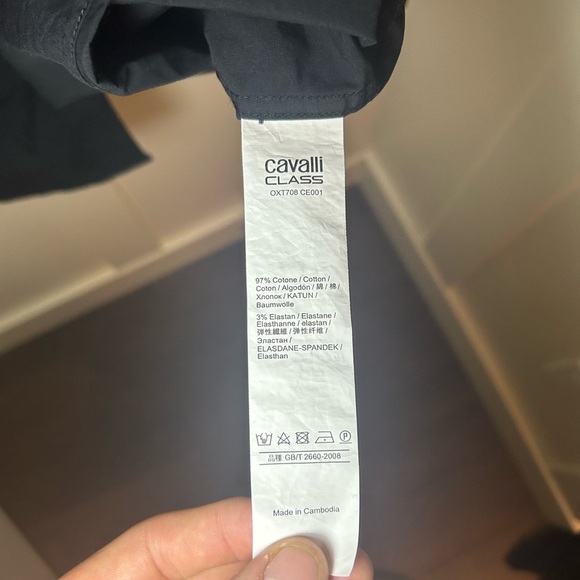 cavalli
CLASS
OXT708 CE001
97% Cotone / Cotton /
Coton / Algodón / 綿 / 棉 /
Хлопок / KATUN /
Baumwolle
3% Elastan / Elastane /
Elasthanne / elastan /
弹性纖維 / 弹性纤维 /
Эластан /
ELASDANE-SPANDEK /
Elasthan
P
品種 GB/T 2660-2008
Made in Cambodia